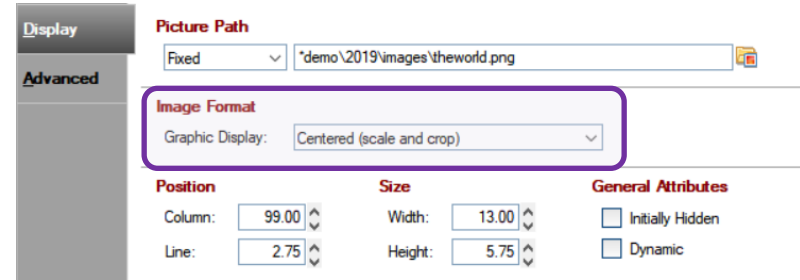 Display
Advanced
Picture Path
Fixed *demo\2019\images\theworld.png
Image Format
Graphic Display: Centered (scale and crop)
Position Size General Attributes
Column: 99.00 Width: 13.00 Initially Hidden
Line: 2.75 Height: 5.75 Dynamic